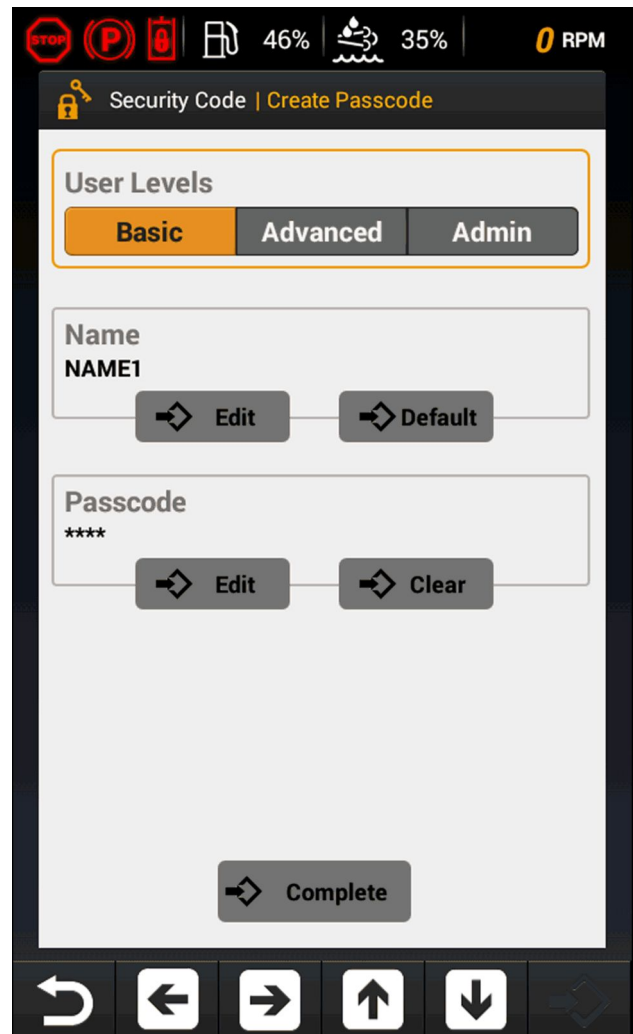 STOP P 46% 35% 0 RPM
Security Code | Create Passcode
User Levels
Basic Advanced Admin
Name
NAME1
Edit Default
Passcode
****
Edit Clear
Complete